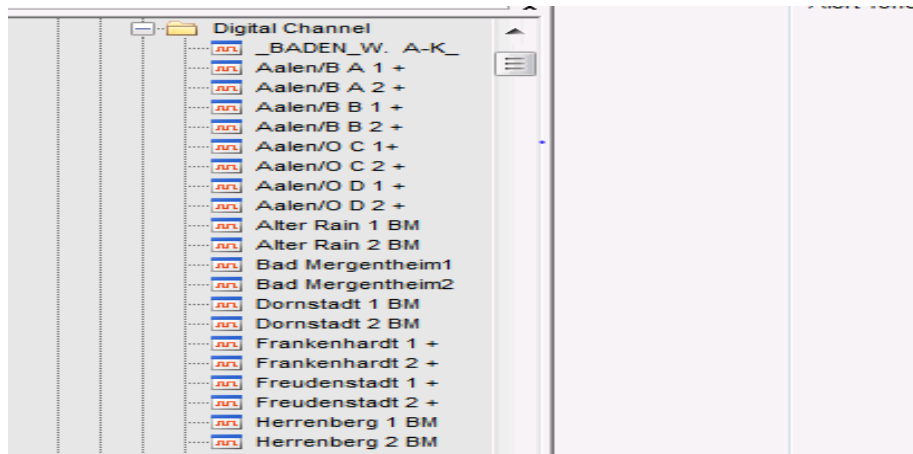 Digital Channel
_BADEN_W. A-K_
Aalen/B A 1 +
Aalen/B A 2 +
Aalen/B B 1 +
Aalen/B B 2 +
Aalen/O C 1+
Aalen/O C 2 +
Aalen/O D 1 +
Aalen/O D 2 +
Alter Rain 1 BM
Alter Rain 2 BM
Bad Mergentheim1
Bad Mergentheim2
Dornstadt 1 BM
Dornstadt 2 BM
Frankenhardt 1 +
Frankenhardt 2 +
Freudenstadt 1 +
Freudenstadt 2 +
Herrenberg 1 BM
Herrenberg 2 BM